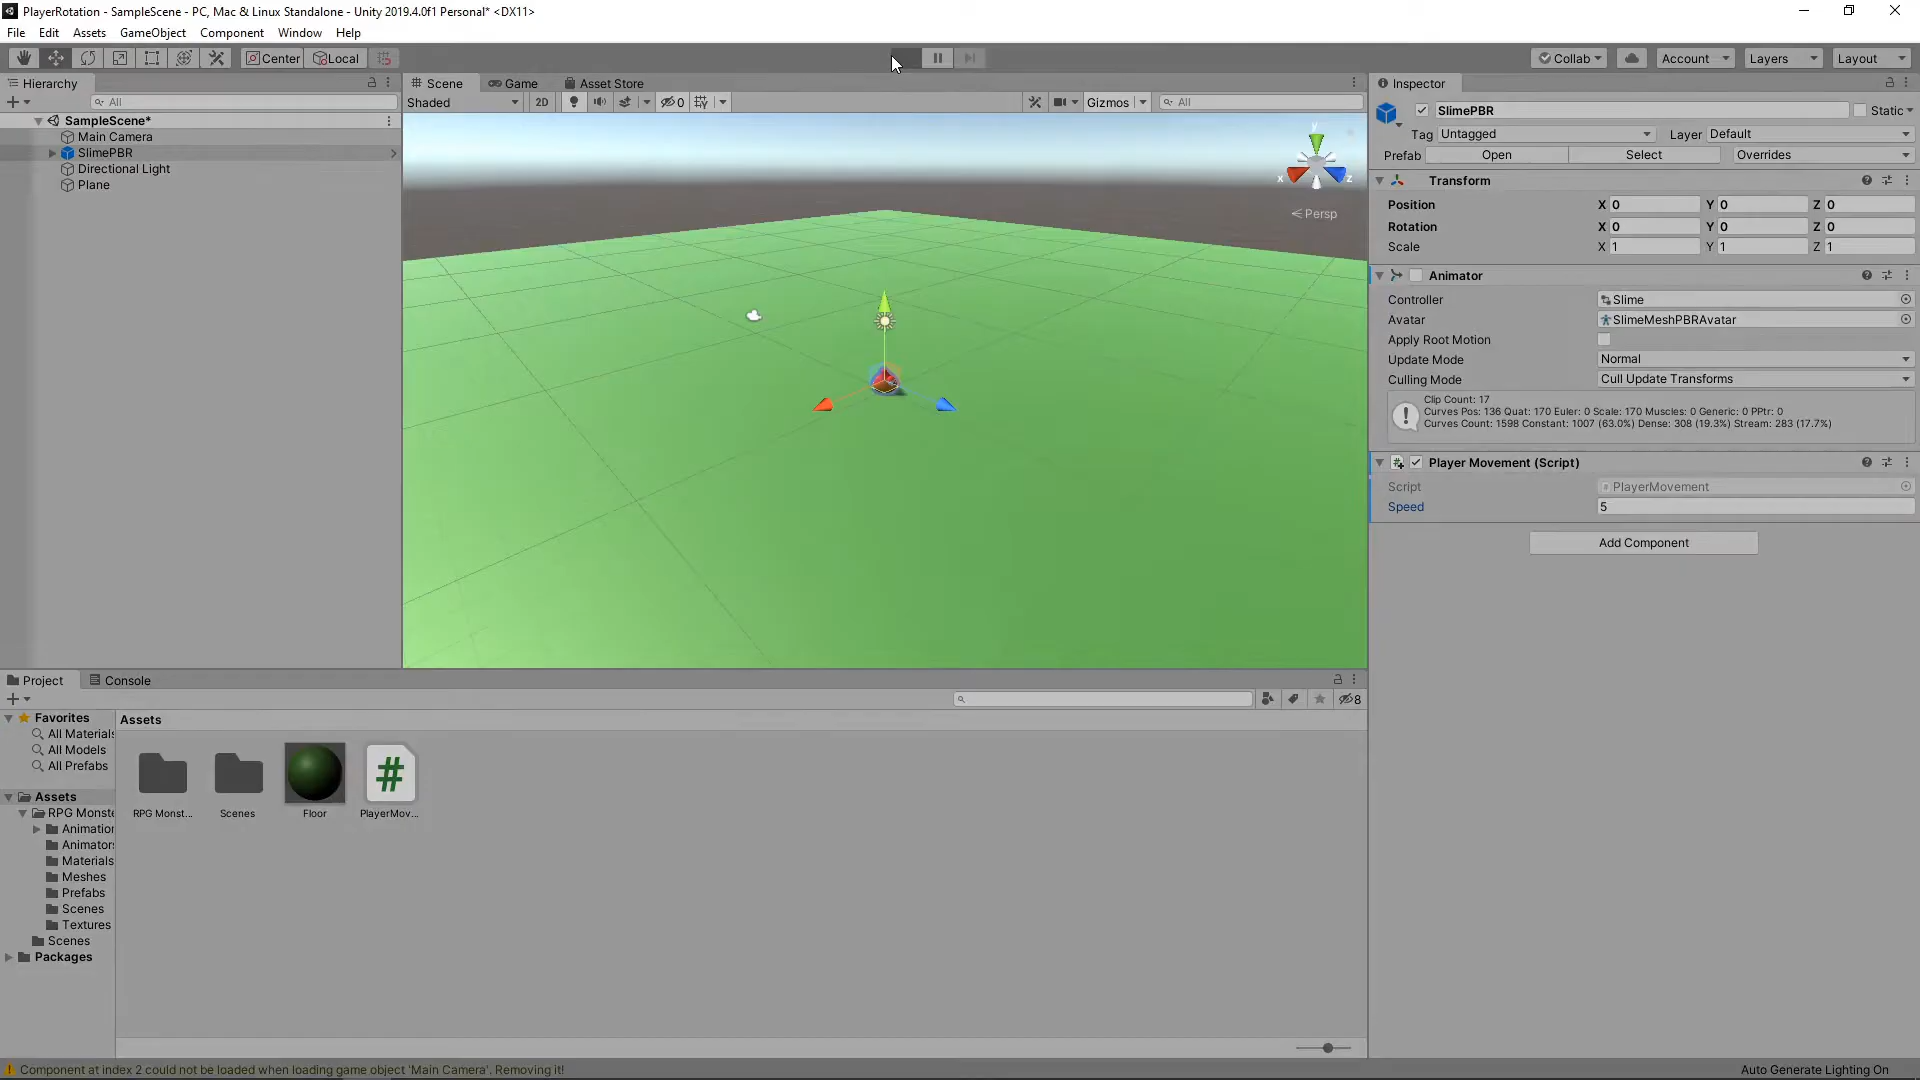 PlayerRotation - SampleScene - PC, Mac & Linux Standalone - Unity 2019.4.0f1 Personal* <DX11>
File Edit Assets GameObject Component Window Help
Center Local Collab Account Layers Layout
Hierarchy
All
SampleScene*
Main Camera
SlimePBR
Directional Light
Plane
Scene Game Asset Store
Shaded 2D 0 Gizmos All
y
x z
Persp
Inspector
SlimePBR Static
Tag Untagged Layer Default
Prefab Open Select Overrides
Transform
Position X 0 Y 0 Z 0
Rotation X 0 Y 0 Z 0
Scale X 1 Y 1 Z 1
Animator
Controller Slime
Avatar SlimeMeshPBRAvatar
Apply Root Motion
Update Mode Normal
Culling Mode Cull Update Transforms
Clip Count: 17
Curves Pos: 136 Quat: 170 Euler: 0 Scale: 170 Muscles: 0 Generic: 0 PPtr: 0
Curves Count: 1598 Constant: 1007 (63.0%) Dense: 308 (19.3%) Stream: 283 (17.7%)
Player Movement (Script)
Script PlayerMovement
Speed 5
Add Component
Project Console
8
Favorites
All Materials
All Models
All Prefabs
Assets
RPG Monste
Animation
Animators
Materials
Meshes
Prefabs
Scenes
Textures
Scenes
Packages
Assets
RPG Monst... Scenes Floor PlayerMov...
Component at index 2 could not be loaded when loading game object 'Main Camera'. Removing it!
Auto Generate Lighting On